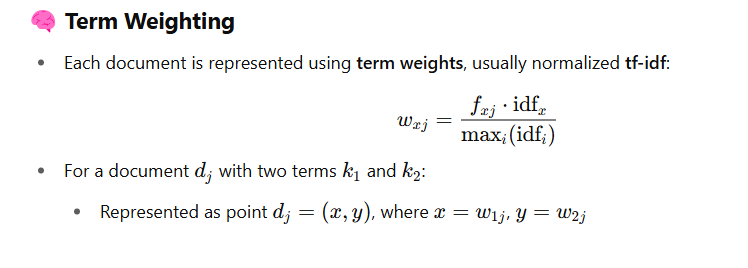 🧠 Term Weighting
• Each document is represented using term weights, usually normalized tf-idf:
w_{xj} = \frac{f_{xj} \cdot \text{idf}_x}{\max_i(\text{idf}_i)}
• For a document d_j with two terms k_1 and k_2:
• Represented as point d_j = (x, y), where x = w_{1j}, y = w_{2j}